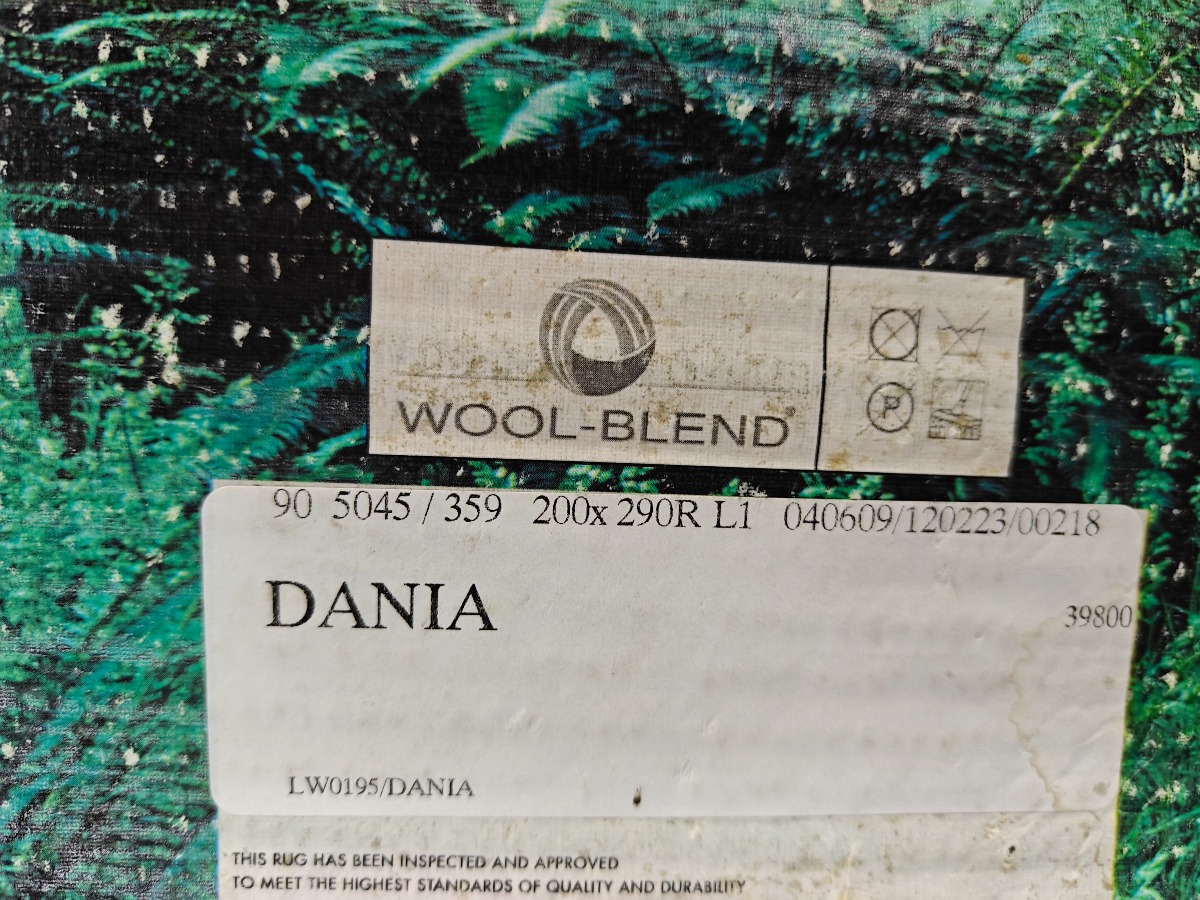 WOOL-BLEND®
P
90 5045 / 359 200x 290R L1 040609/120223/00218
DANIA
39800
LW0195/DANIA
THIS RUG HAS BEEN INSPECTED AND APPROVED
TO MEET THE HIGHEST STANDARDS OF QUALITY AND DURABILITY